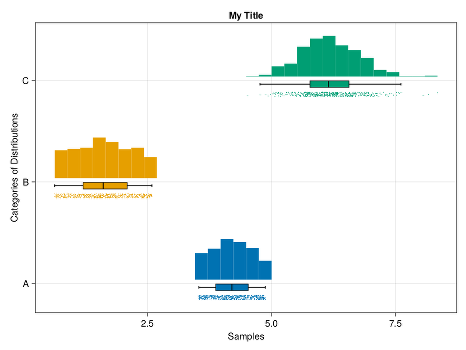 My Title
Categories of Distributions
C
B
A
2.5 5.0 7.5
Samples